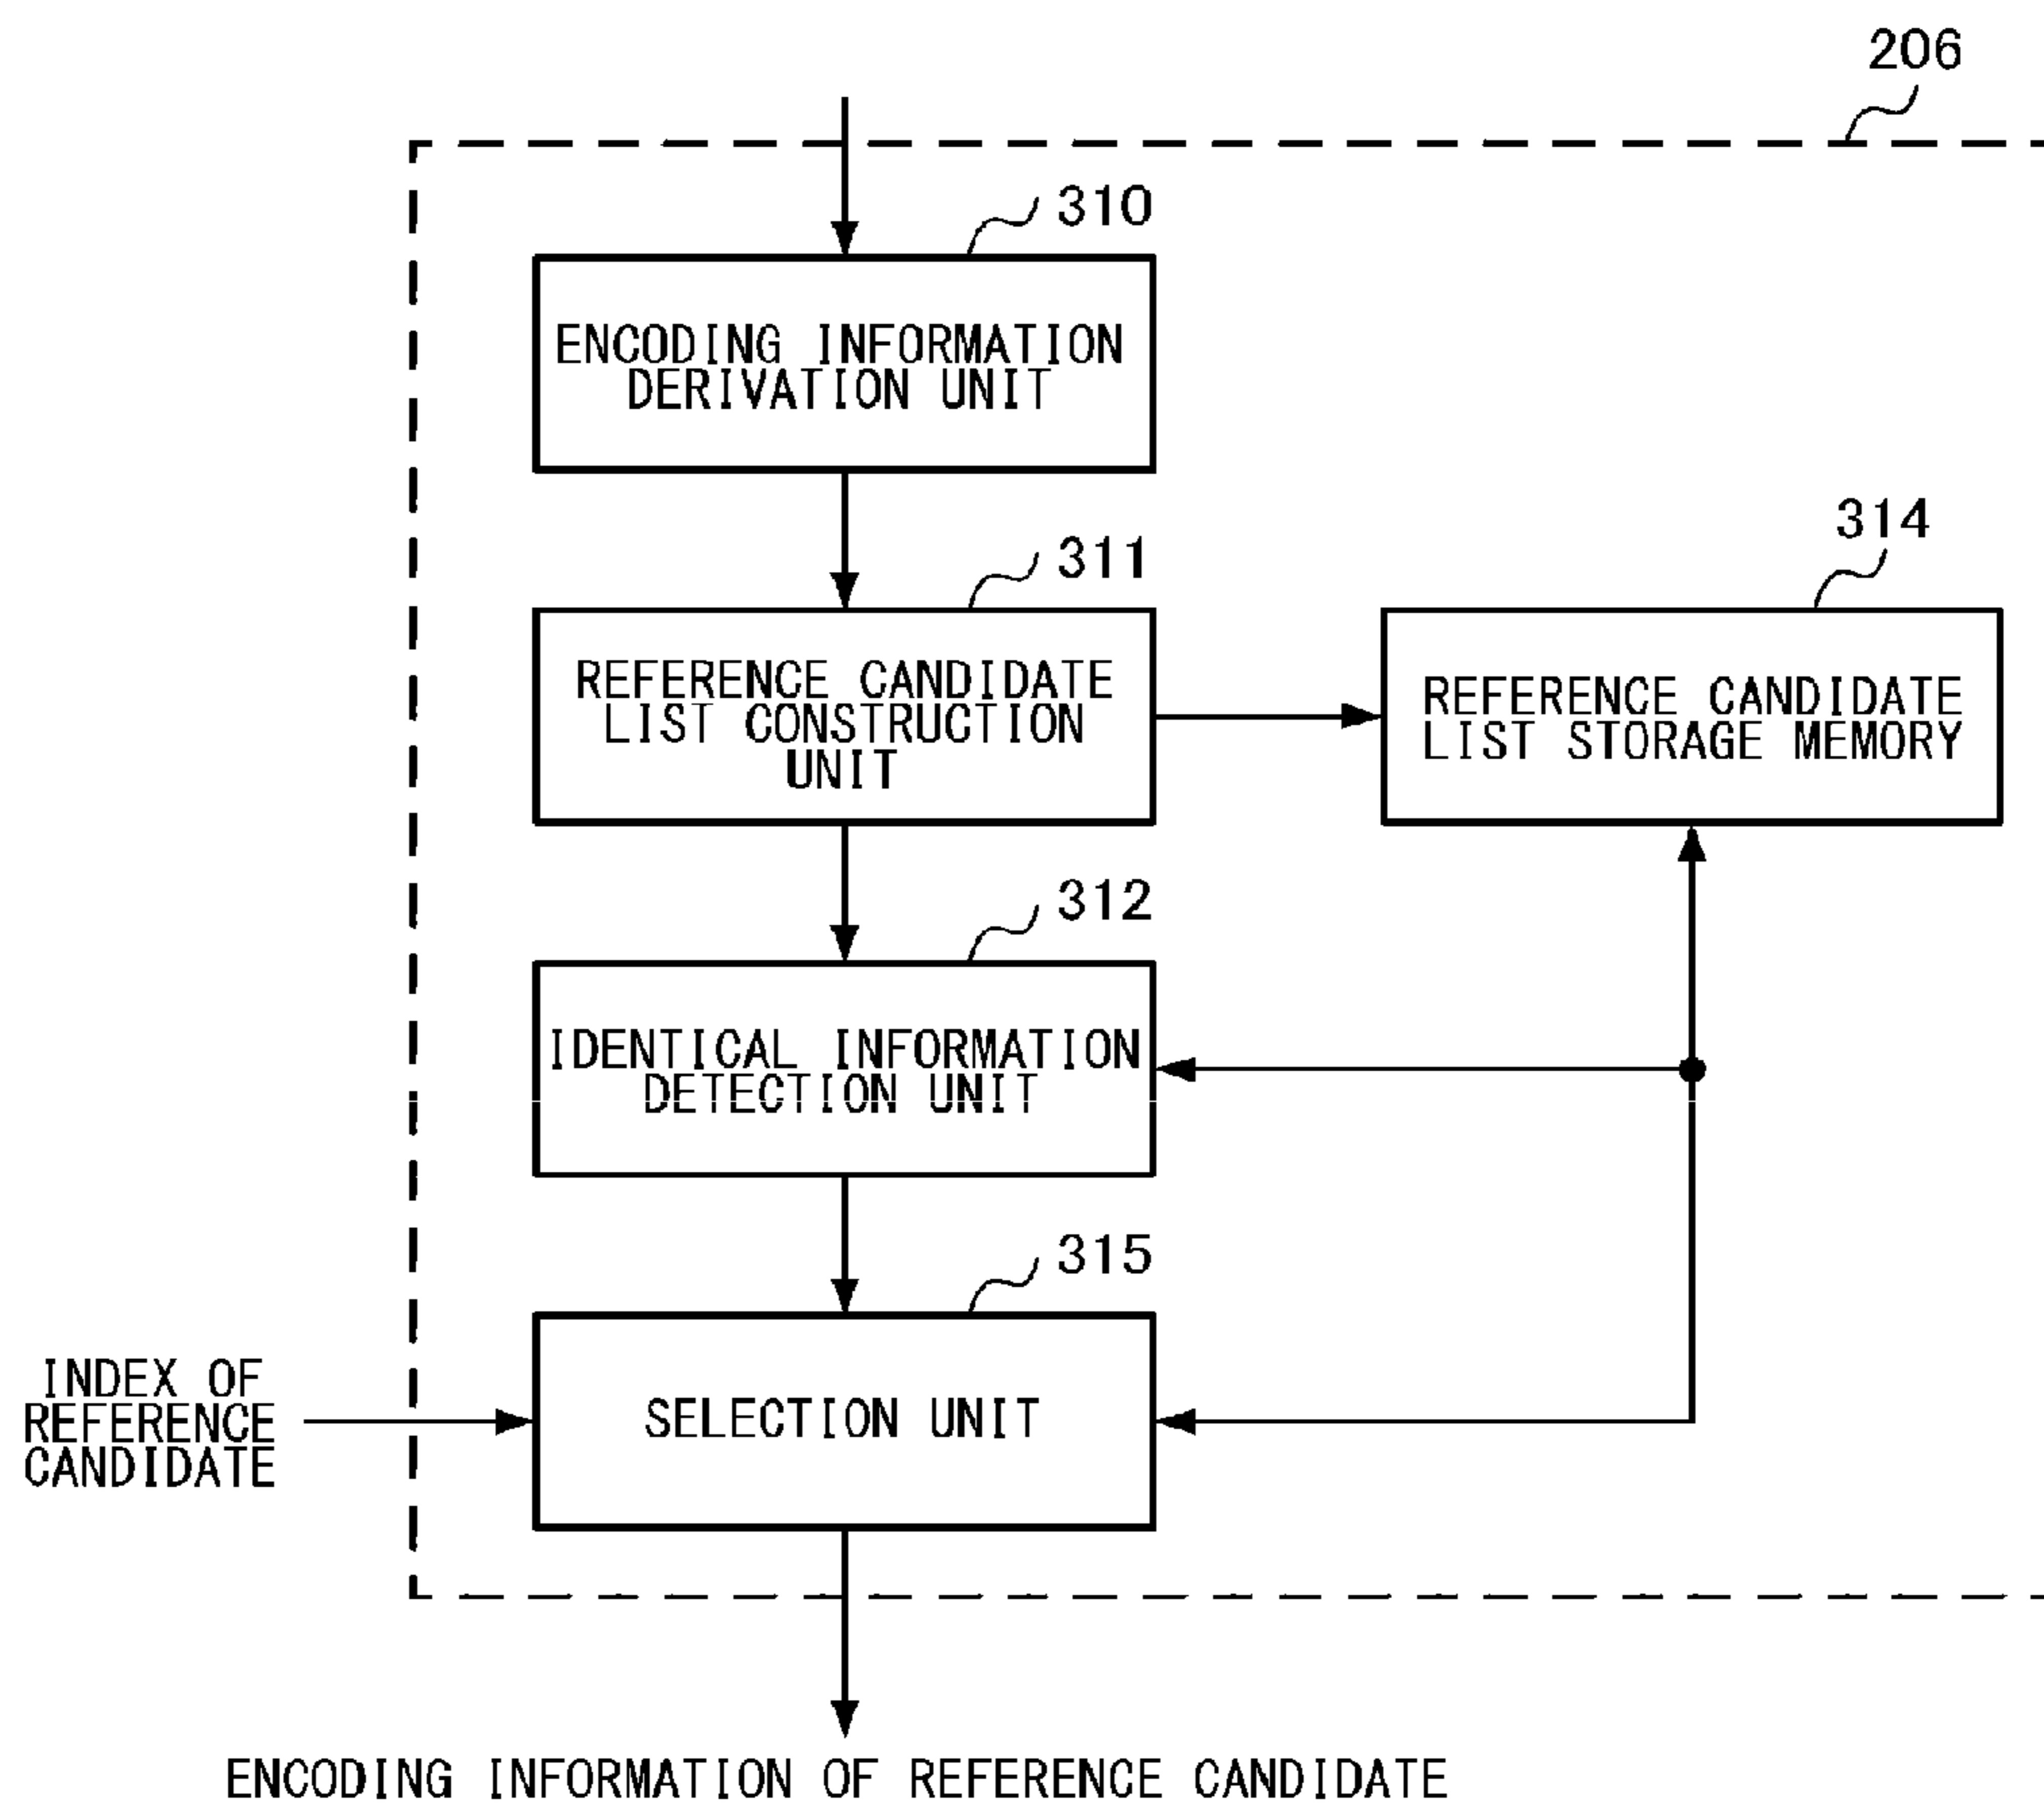 206
310
ENCODING INFORMATION
DERIVATION UNIT
311
314
REFERENCE CANDIDATE
LIST CONSTRUCTION
UNIT
REFERENCE CANDIDATE
LIST STORAGE MEMORY
312
IDENTICAL INFORMATION
DETECTION UNIT
315
INDEX OF
REFERENCE
CANDIDATE
SELECTION UNIT
ENCODING INFORMATION OF REFERENCE CANDIDATE